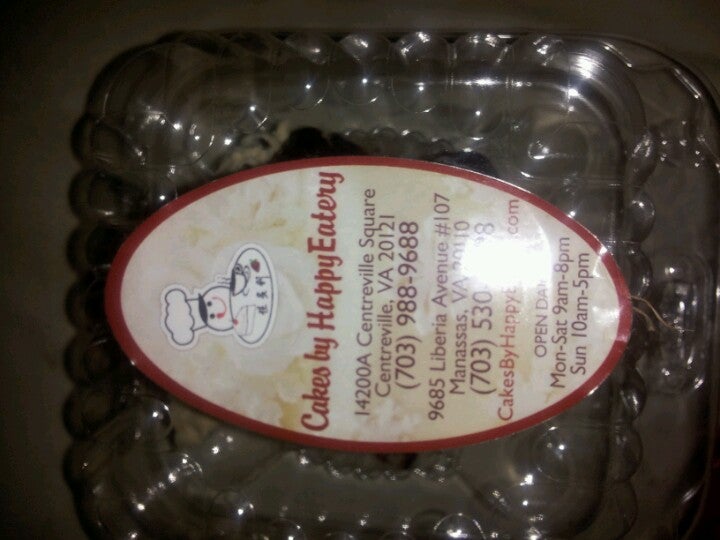 Cakes by HappyEatery
14200A Centreville Square
Centreville, VA 20121
(703) 988-9688
9685 Liberia Avenue #107
Manassas, VA
(703) 530
OPEN
Mon-Sat 9am-8pm
Sun 10am-5pm